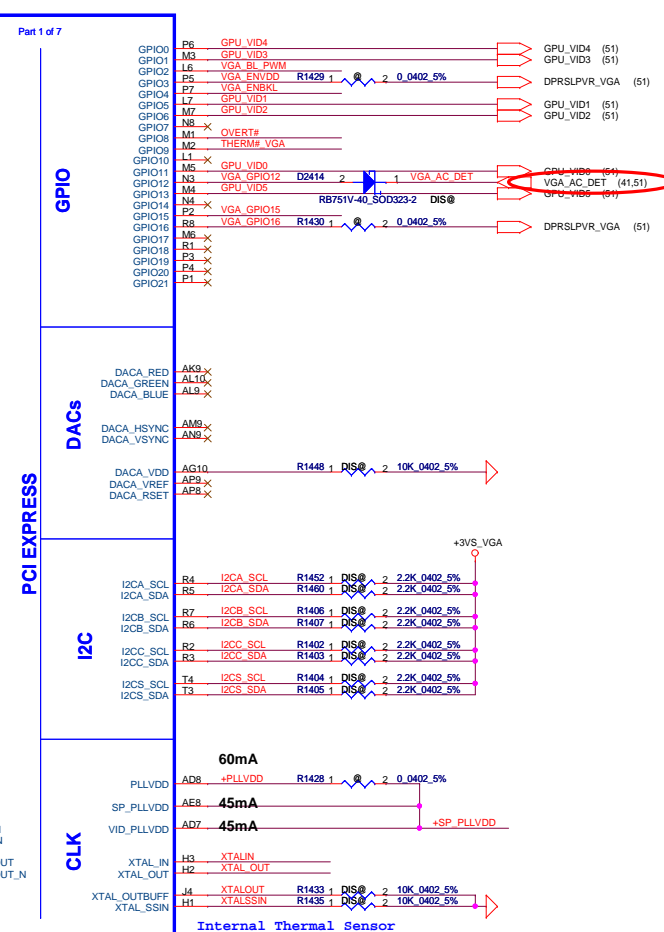 Part 1 of 7
GPIO0 P6 GPU_VID4 GPU_VID4 (51)
GPIO1 M3 GPU_VID3 GPU_VID3 (51)
GPIO2 L6 VGA_BL_PWM
GPIO3 P5 VGA_ENVDD R1429 1 @ 2 0_0402_5% DPRSLPVR_VGA (51)
GPIO4 P7 VGA_ENBKL
GPIO5 L7 GPU_VID1 GPU_VID1 (51)
GPIO6 M7 GPU_VID2 GPU_VID2 (51)
GPIO7 N8
GPIO8 M1 OVERT#
GPIO9 M2 THERM#_VGA
GPIO10 L1
GPIO11 M5 GPU_VID0 GPU_VID0 (51)
GPIO12 N3 VGA_GPIO12 D2414 2 1 VGA_AC_DET VGA_AC_DET (41,51)
GPIO13 M4 GPU_VID5 GPU_VID5 (51)
RB751V-40_SOD323-2 DIS@
GPIO14 N4
GPIO15 P2 VGA_GPIO15
GPIO16 R8 VGA_GPIO16 R1430 1 @ 2 0_0402_5% DPRSLPVR_VGA (51)
GPIO17 M6
GPIO18 R1
GPIO19 P3
GPIO20 P4
GPIO21 P1
GPIO
DACA_RED AK9
DACA_GREEN AL10
DACA_BLUE AL9
DACA_HSYNC AM9
DACA_VSYNC AN9
DACA_VDD AG10 R1448 1 DIS@ 2 10K_0402_5%
DACA_VREF AP9
DACA_RSET AP8
DACs
PCI EXPRESS
+3VS_VGA
I2CA_SCL R4 I2CA_SCL R1452 1 DIS@ 2 2.2K_0402_5%
I2CA_SDA R5 I2CA_SDA R1460 1 DIS@ 2 2.2K_0402_5%
I2CB_SCL R7 I2CB_SCL R1406 1 DIS@ 2 2.2K_0402_5%
I2CB_SDA R6 I2CB_SDA R1407 1 DIS@ 2 2.2K_0402_5%
I2CC_SCL R2 I2CC_SCL R1402 1 DIS@ 2 2.2K_0402_5%
I2CC_SDA R3 I2CC_SDA R1403 1 DIS@ 2 2.2K_0402_5%
I2CS_SCL T4 I2CS_SCL R1404 1 DIS@ 2 2.2K_0402_5%
I2CS_SDA T3 I2CS_SDA R1405 1 DIS@ 2 2.2K_0402_5%
I2C
60mA
PLLVDD AD8 +PLLVDD R1428 1 @ 2 0_0402_5%
SP_PLLVDD AE8 45mA
VID_PLLVDD AD7 45mA +SP_PLLVDD
XTAL_IN H3 XTALIN
XTAL_OUT H2 XTAL_OUT
XTAL_OUTBUFF J4 XTALOUT R1433 1 DIS@ 2 10K_0402_5%
XTAL_SSIN H1 XTALSSIN R1435 1 DIS@ 2 10K_0402_5%
CLK
N
UT
UT_N
Internal Thermal Sensor